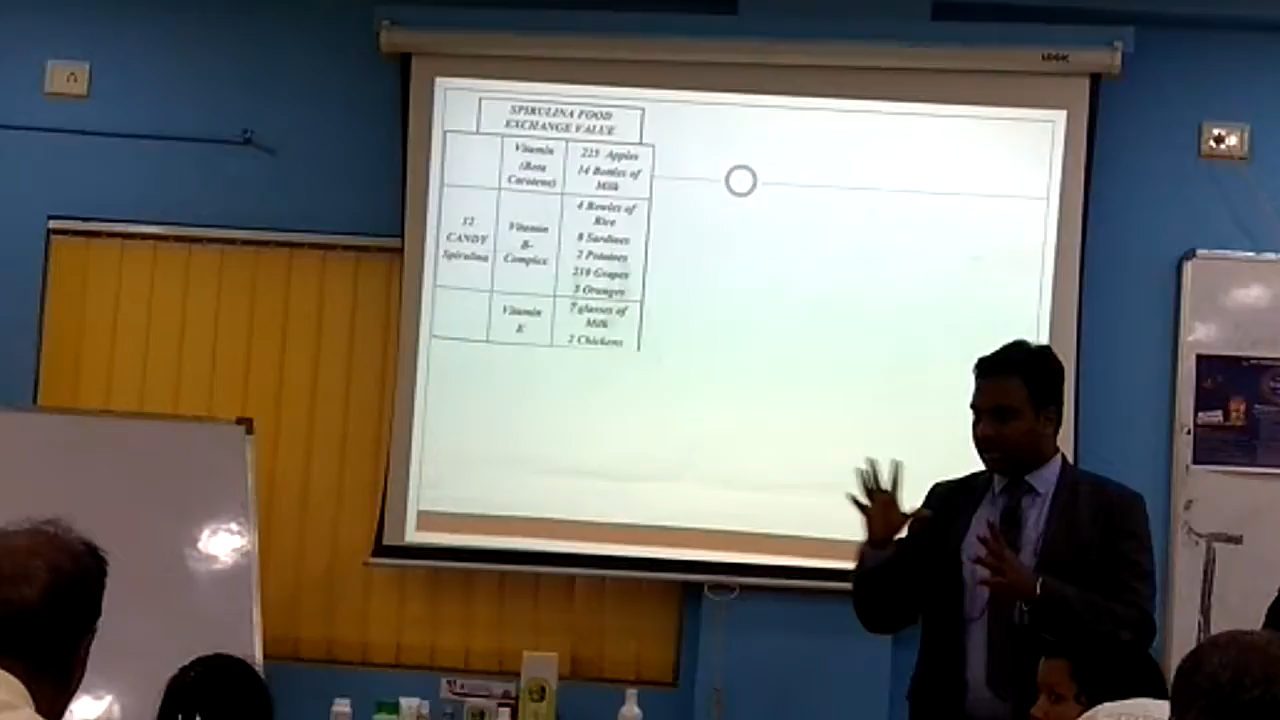 SPIRULINA FOOD
EXCHANGE VALUE
Vitamin
(Beta
Carotene)
225 Apples
14 Bottles of
Milk
12
CANDY
Spirulina
Vitamin
B-
Complex
4 Bowles of
Rice
8 Sardines
2 Potatoes
219 Grapes
5 Oranges
Vitamin
E
7 glasses of
Milk
2 Chickens